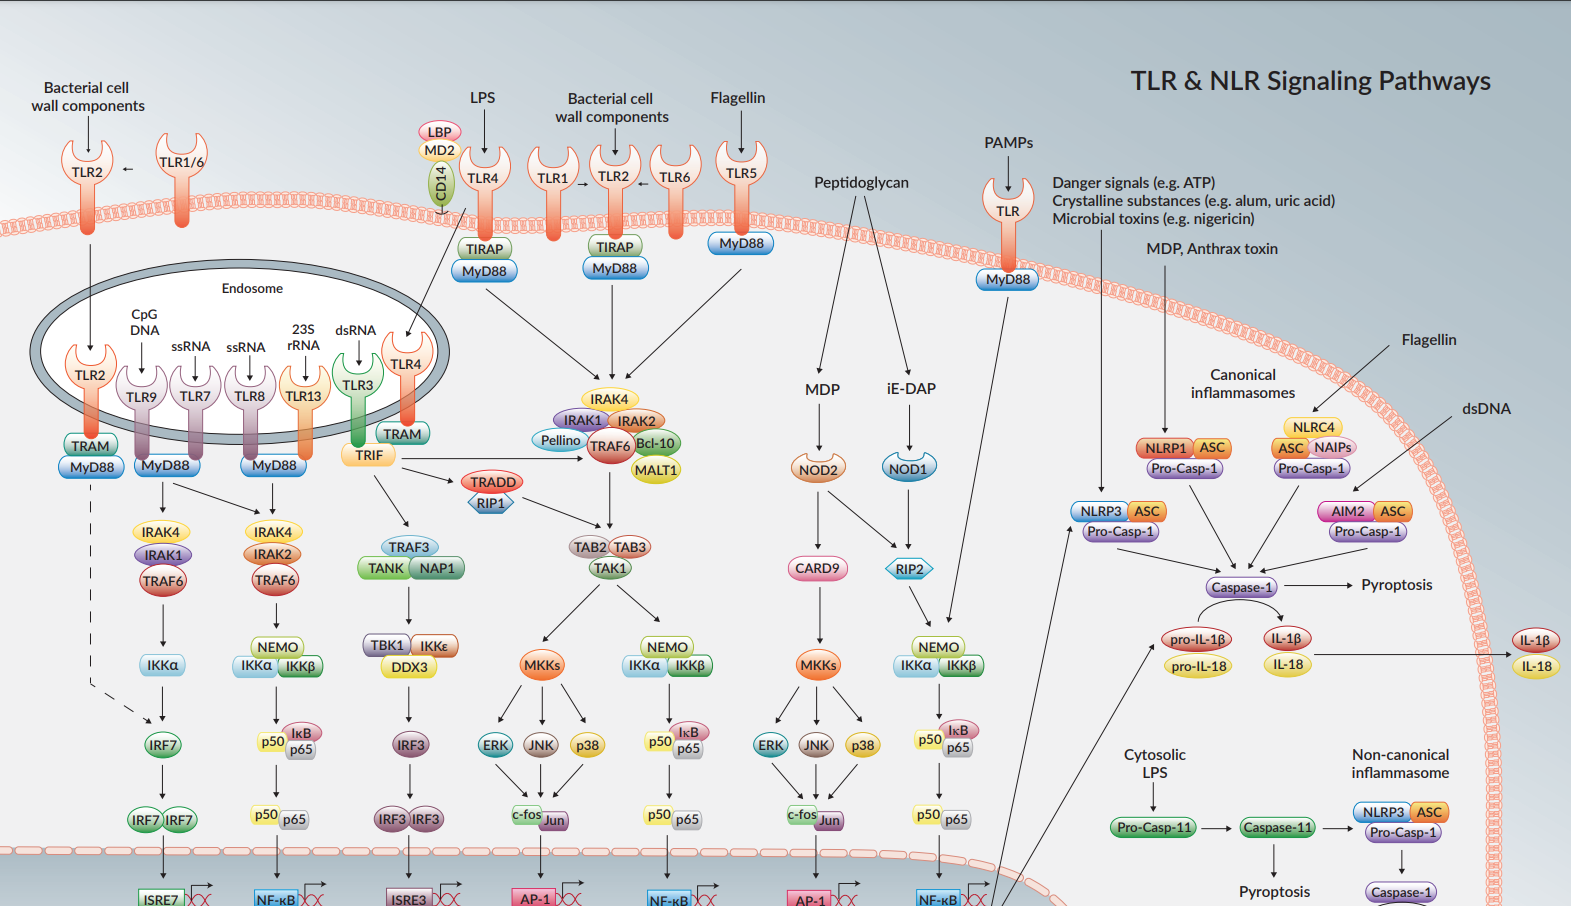 TLR & NLR Signaling Pathways
Bacterial cell
wall components
TLR2
TLR1/6
LBP
MD2
CD14
LPS
TLR4
TIRAP
MyD88
Bacterial cell
wall components
TLR1
TLR2
TLR6
TIRAP
MyD88
Flagellin
TLR5
MyD88
Peptidoglycan
PAMPs
TLR
MyD88
Danger signals (e.g. ATP)
Crystalline substances (e.g. alum, uric acid)
Microbial toxins (e.g. nigericin)
MDP, Anthrax toxin
Flagellin
dsDNA
Endosome
TLR2
TRAM
MyD88
CpG
DNA
TLR9
ssRNA
TLR7
MyD88
ssRNA
TLR8
23S
rRNA
TLR13
MyD88
dsRNA
TLR3
TRIF
TLR4
TRAM
IRAK4
IRAK1
IRAK2
Pellino
TRAF6
Bcl-10
MALT1
TRADD
RIP1
MDP
iE-DAP
NOD2
NOD1
Canonical
inflammasomes
NLRP1
ASC
Pro-Casp-1
NLRC4
ASC
NAIPs
Pro-Casp-1
NLRP3
ASC
Pro-Casp-1
AIM2
ASC
Pro-Casp-1
IRAK4
IRAK1
TRAF6
IRAK4
IRAK2
TRAF6
TRAF3
TANK
NAP1
TAB2
TAB3
TAK1
CARD9
RIP2
Caspase-1
Pyroptosis
IKKα
NEMO
IKKα
IKKβ
TBK1
IKKε
DDX3
MKKs
NEMO
IKKα
IKKβ
MKKs
NEMO
IKKα
IKKβ
pro-IL-1β
pro-IL-18
IL-1β
IL-18
IL-1β
IL-18
IRF7
IκB
p50
p65
IRF3
ERK
JNK
p38
IκB
p50
p65
ERK
JNK
p38
IκB
p50
p65
IRF7
IRF7
p50
p65
IRF3
IRF3
c-fos
Jun
p50
p65
c-fos
Jun
p50
p65
Cytosolic
LPS
Pro-Casp-11
Caspase-11
Pyroptosis
Non-canonical
inflammasome
NLRP3
ASC
Pro-Casp-1
Caspase-1
ISRE7
NF-κB
ISRE3
AP-1
NF-κB
AP-1
NF-κB